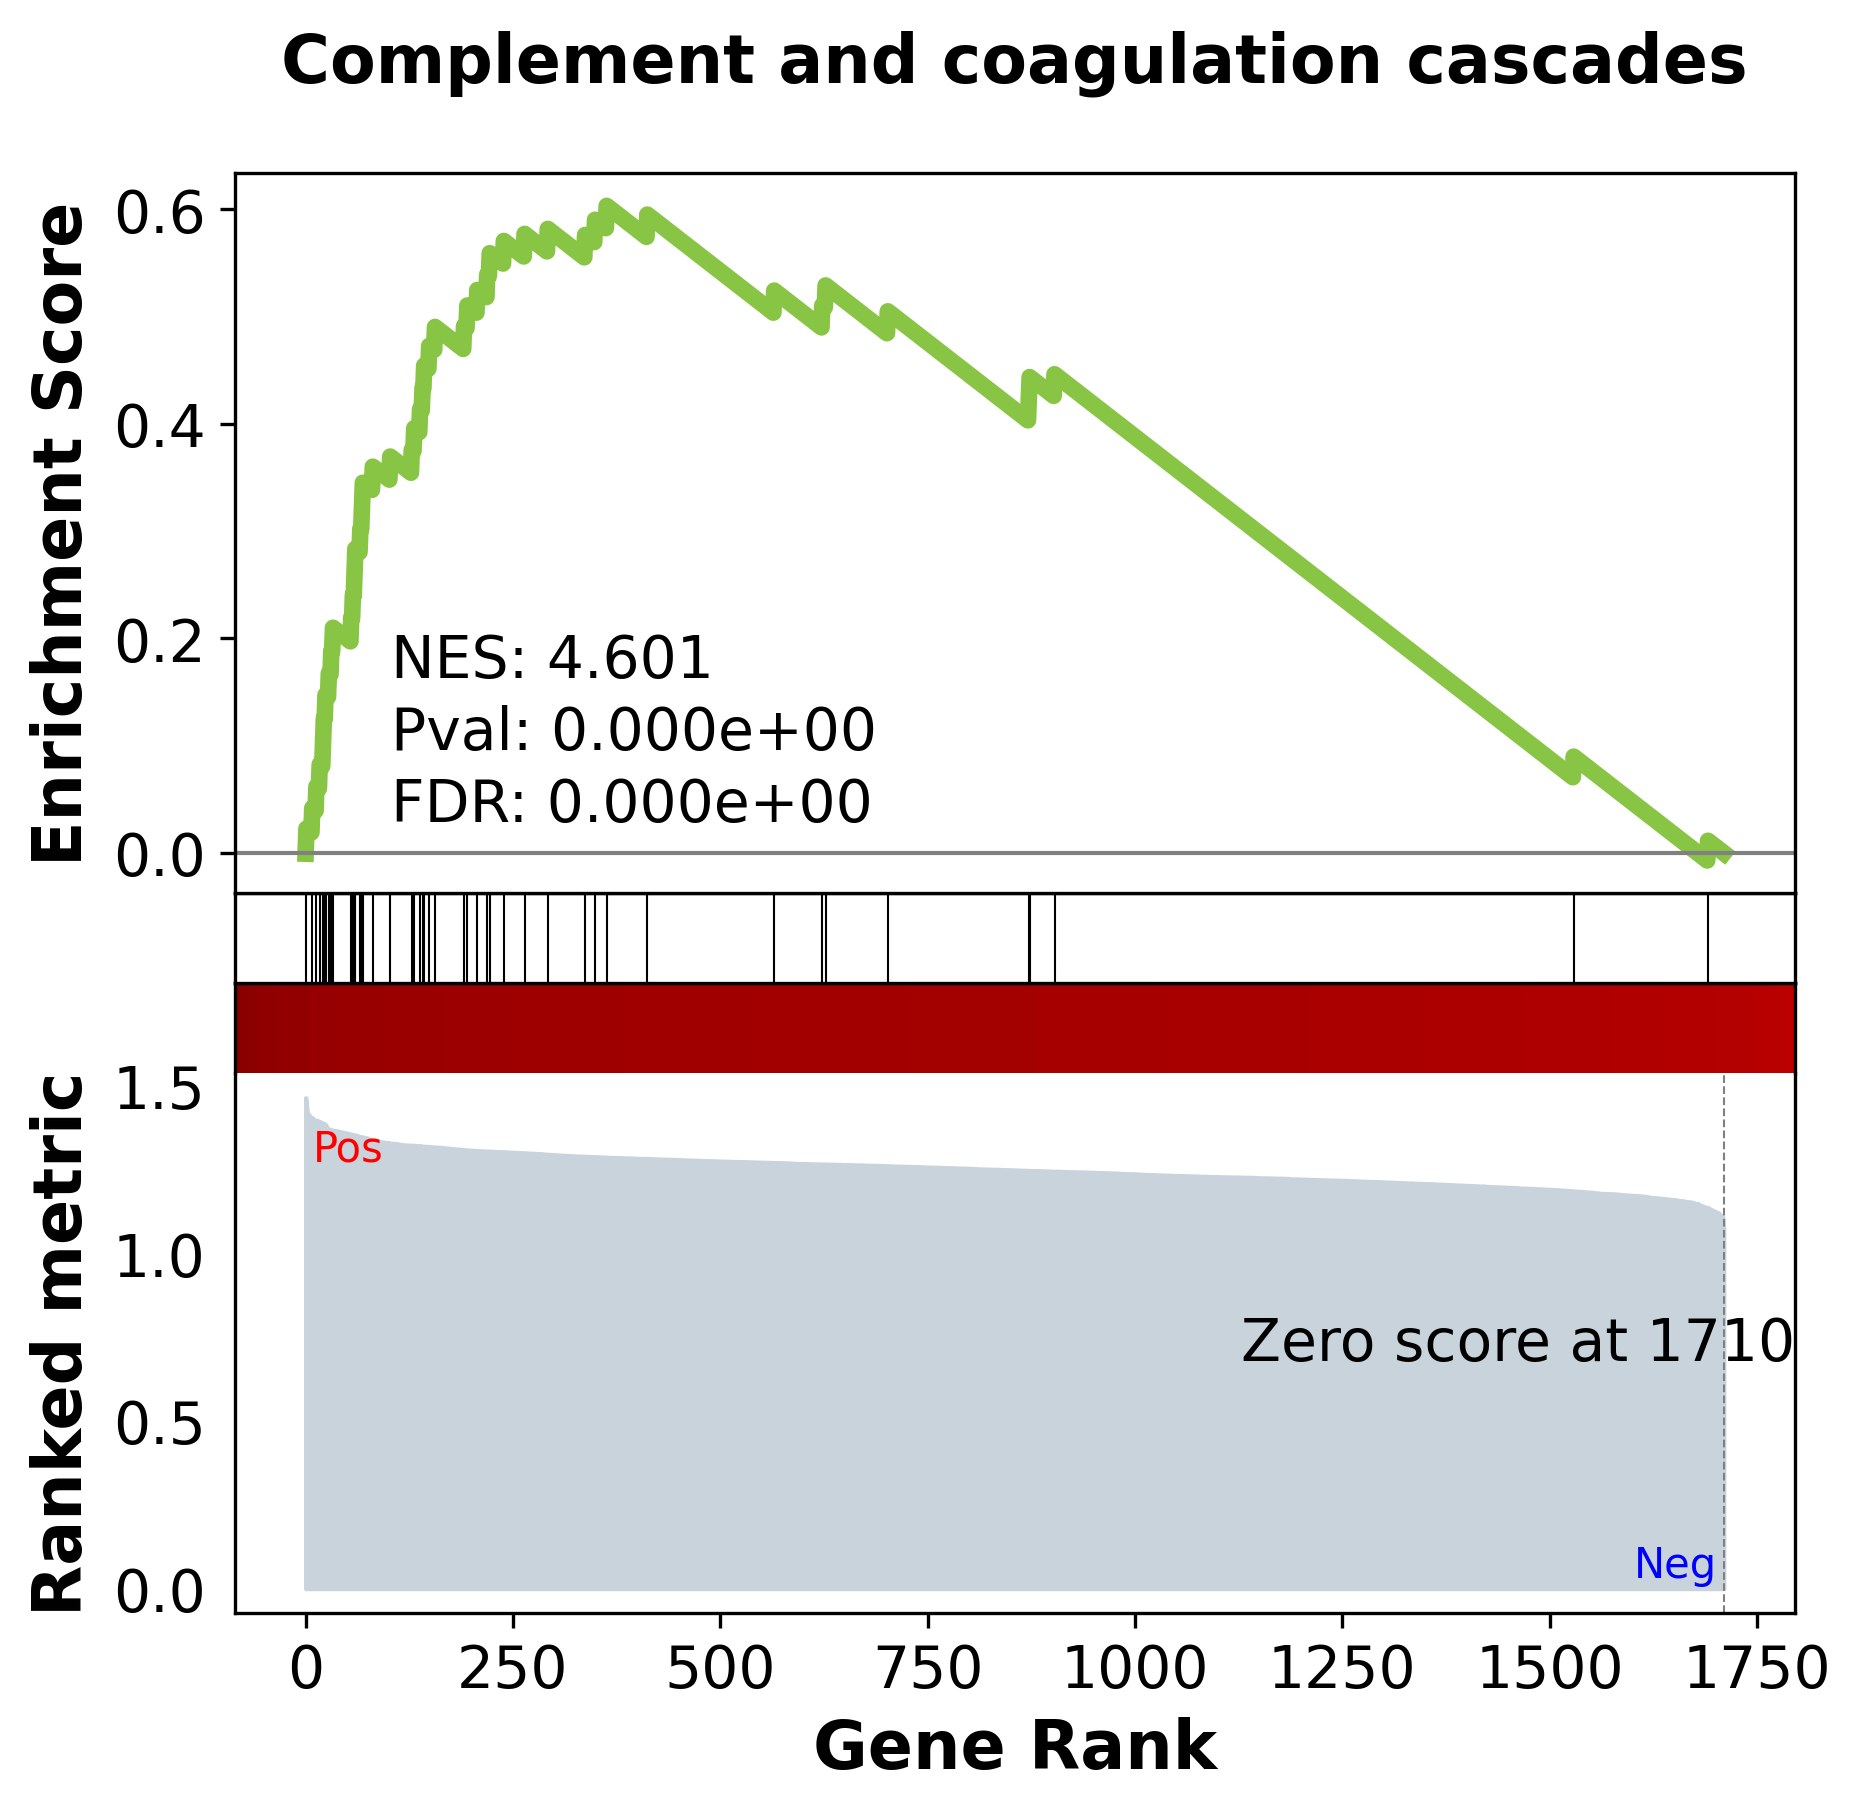 Complement and coagulation cascades
Enrichment Score
0.6
0.4
0.2
0.0
NES: 4.601
Pval: 0.000e+00
FDR: 0.000e+00
Ranked metric
1.5
1.0
0.5
0.0
Pos
Zero score at 1710
Neg
0 250 500 750 1000 1250 1500 1750
Gene Rank